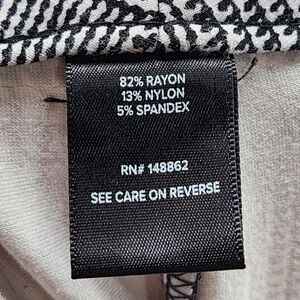 82% RAYON
13% NYLON
5% SPANDEX
RN# 148862
SEE CARE ON REVERSE